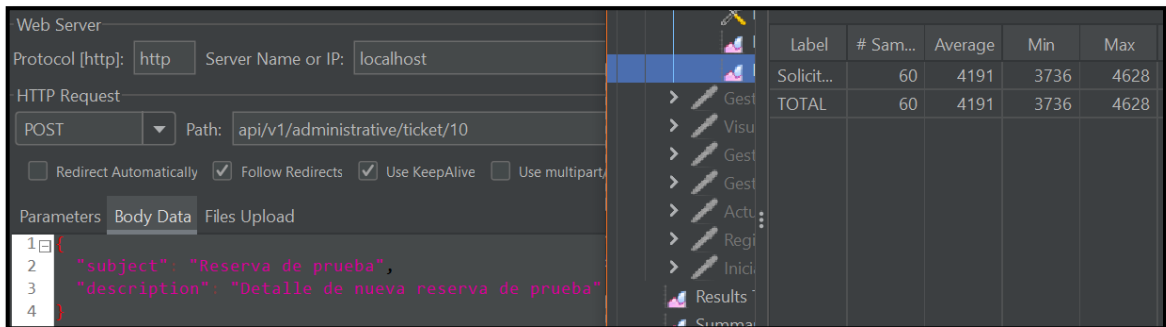 Web Server
Protocol [http]: http Server Name or IP: localhost
HTTP Request
POST Path: api/v1/administrative/ticket/10
Redirect Automatically Follow Redirects Use KeepAlive Use multipart/
Parameters Body Data Files Upload
1 {
2 "subject": "Reserva de prueba",
3 "description": "Detalle de nueva reserva de prueba"
4 }
Gest
Visu
Gest
Gest
Actu
Regi
Inicia
Results T
Summa
Label # Sam... Average Min Max
Solicit... 60 4191 3736 4628
TOTAL 60 4191 3736 4628